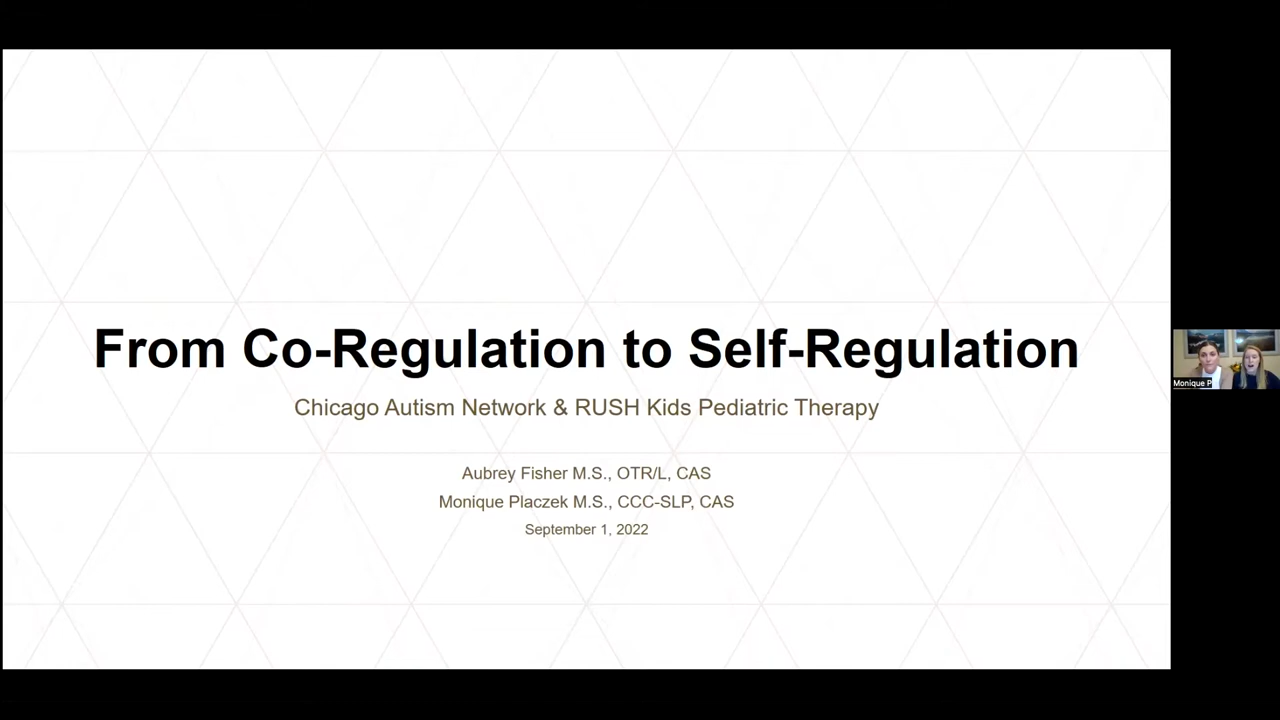 From Co-Regulation to Self-Regulation
Chicago Autism Network & RUSH Kids Pediatric Therapy
Aubrey Fisher M.S., OTR/L, CAS
Monique Placzek M.S., CCC-SLP, CAS
September 1, 2022
Monique P